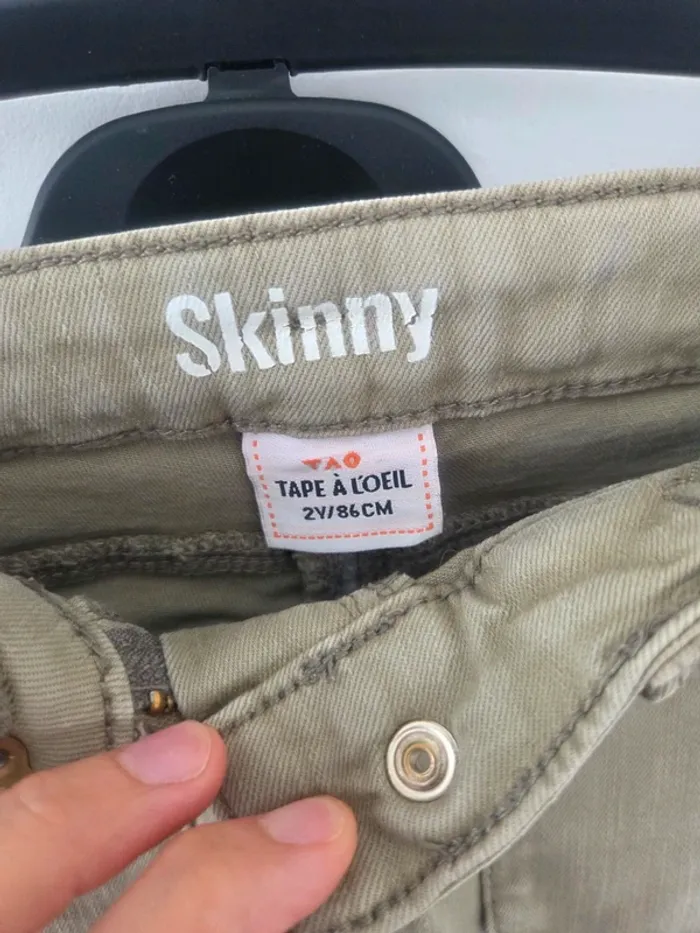 Skinny
TAO
TAPE À L'OEIL
2Y/86CM